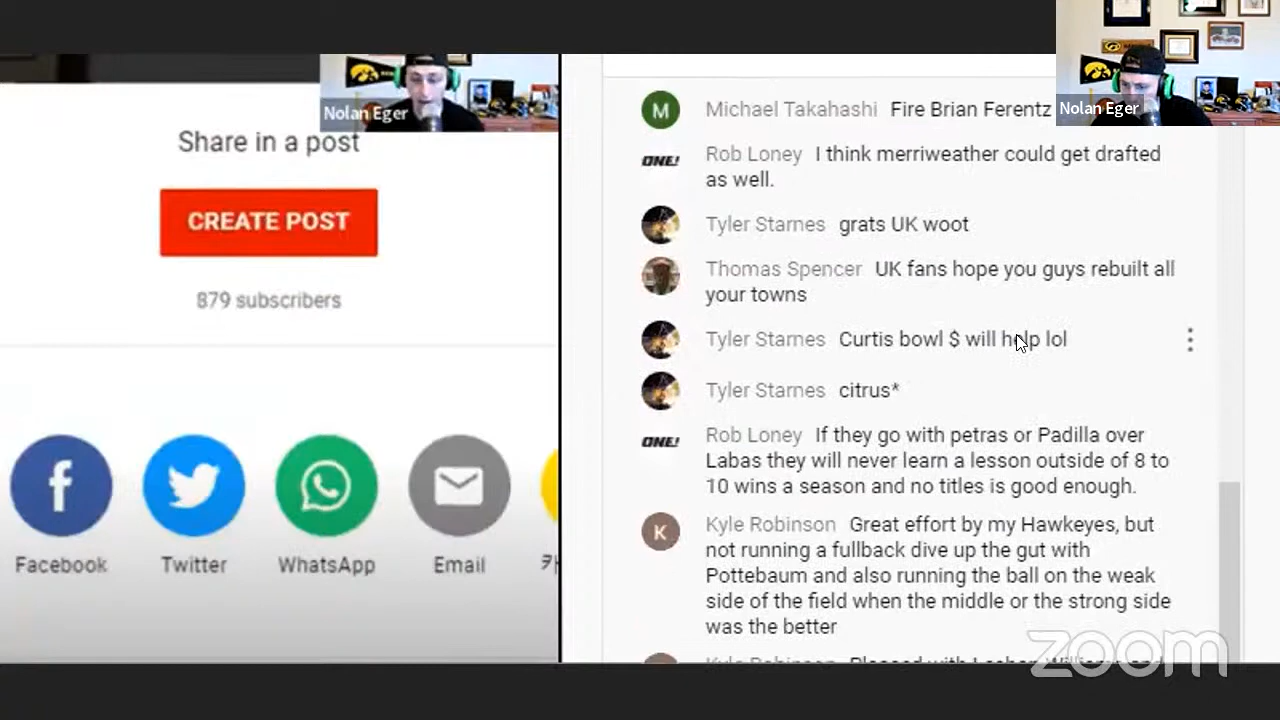 Nolan Eger
Share in a post
CREATE POST
879 subscribers
Facebook
Twitter
WhatsApp
Email
Nolan Eger
M
Michael Takahashi Fire Brian Ferentz
ONE!
Rob Loney I think merriweather could get drafted
as well.
Tyler Starnes grats UK woot
Thomas Spencer UK fans hope you guys rebuilt all
your towns
Tyler Starnes Curtis bowl $ will help lol
Tyler Starnes citrus*
ONE!
Rob Loney If they go with petras or Padilla over
Labas they will never learn a lesson outside of 8 to
10 wins a season and no titles is good enough.
K
Kyle Robinson Great effort by my Hawkeyes, but
not running a fullback dive up the gut with
Pottebaum and also running the ball on the weak
side of the field when the middle or the strong side
was the better
zoom